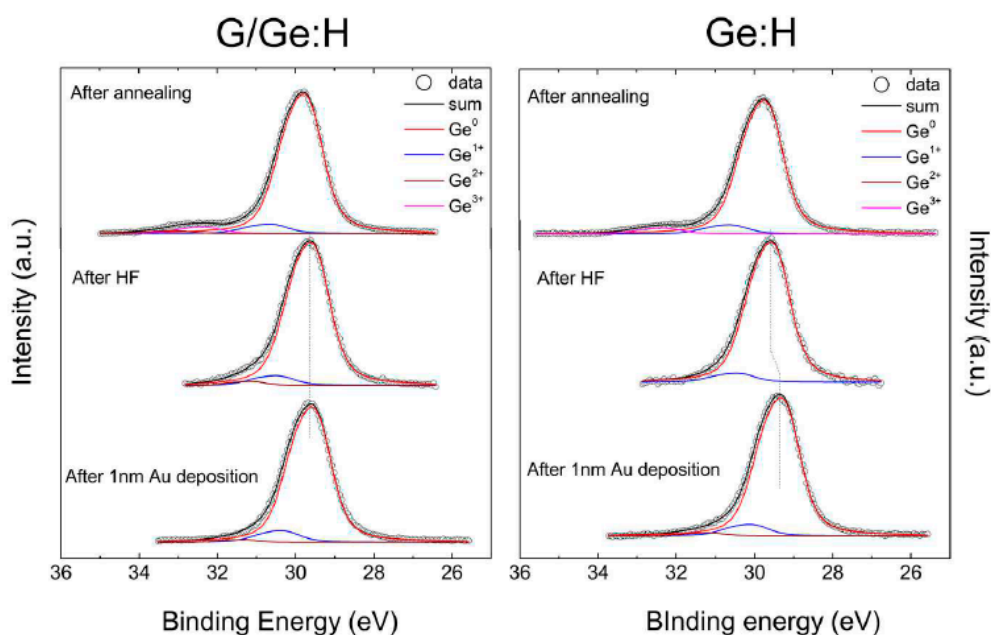 G/Ge:H
Ge:H
After annealing
data
sum
Ge⁰
Ge¹⁺
Ge²⁺
Ge³⁺
After HF
After 1nm Au deposition
36 34 32 30 28 26
Binding Energy (eV)
Intensity (a.u.)
After annealing
data
sum
Ge⁰
Ge¹⁺
Ge²⁺
Ge³⁺
After HF
After 1nm Au deposition
36 34 32 30 28 26
BInding energy (eV)
Intensity (a.u.)